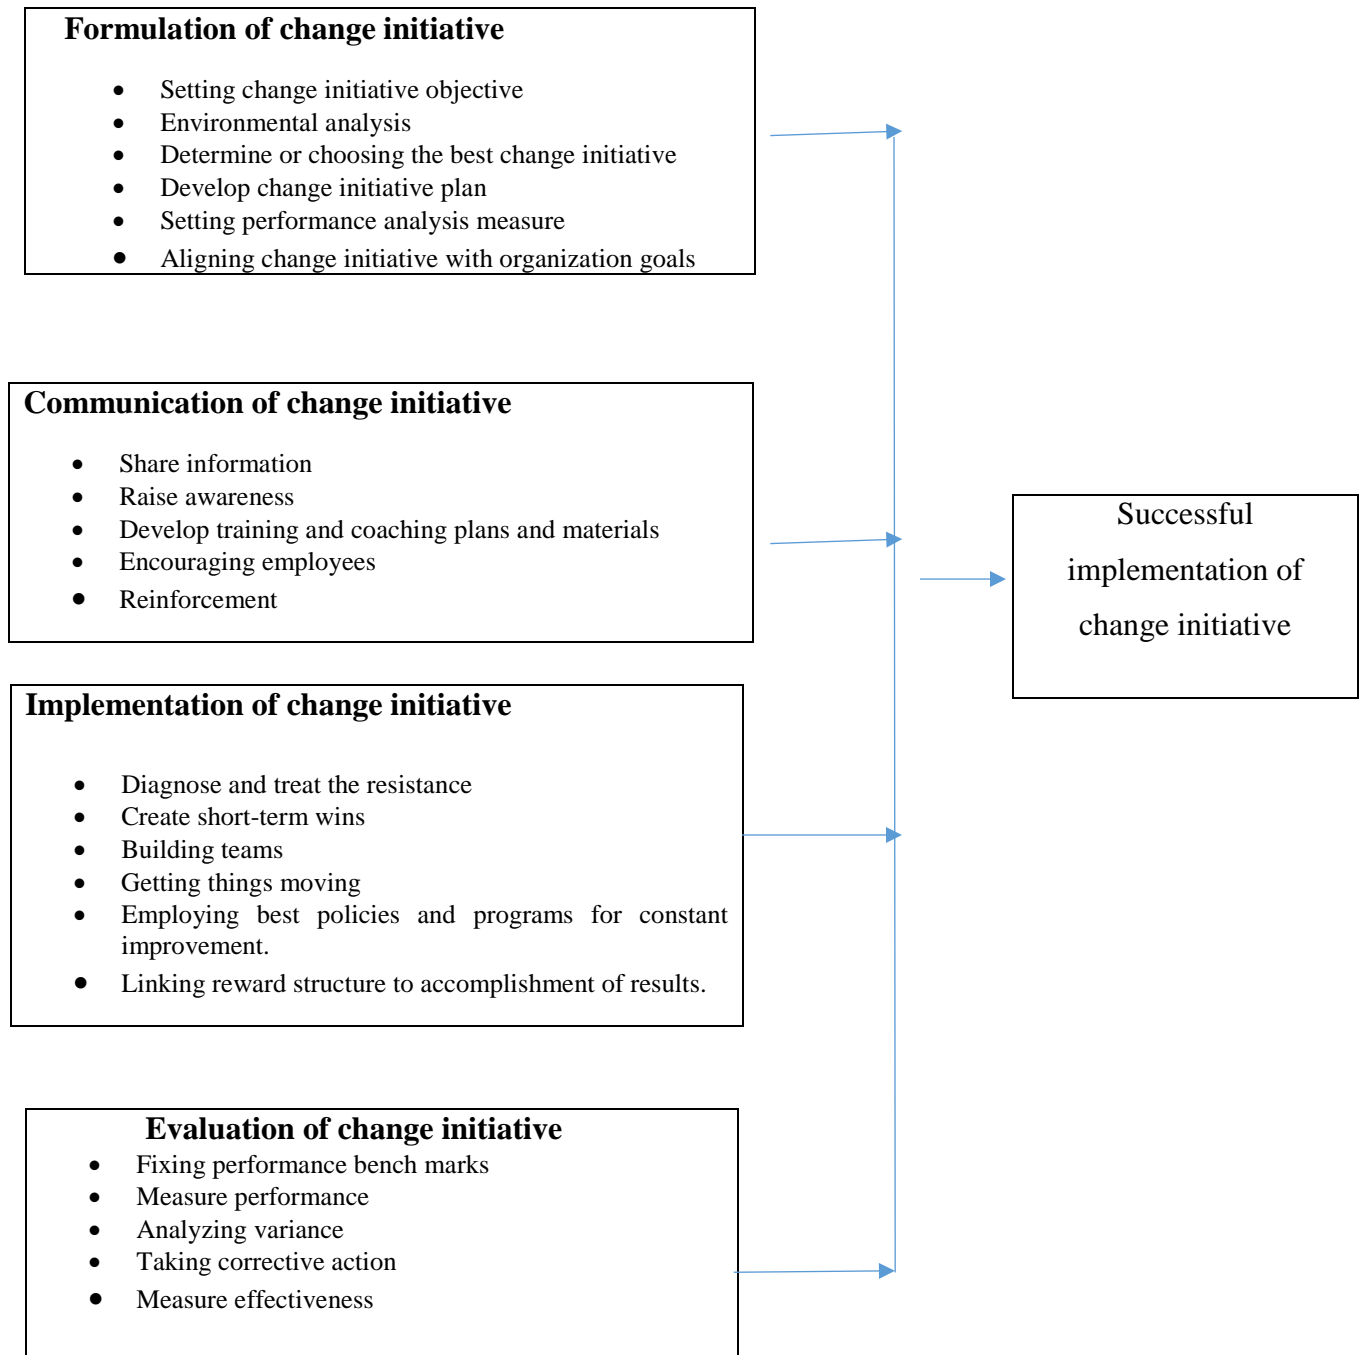 Formulation of change initiative
• Setting change initiative objective
• Environmental analysis
• Determine or choosing the best change initiative
• Develop change initiative plan
• Setting performance analysis measure
• Aligning change initiative with organization goals
Communication of change initiative
• Share information
• Raise awareness
• Develop training and coaching plans and materials
• Encouraging employees
• Reinforcement
Successful
implementation of
change initiative
Implementation of change initiative
• Diagnose and treat the resistance
• Create short-term wins
• Building teams
• Getting things moving
• Employing best policies and programs for constant
improvement.
• Linking reward structure to accomplishment of results.
Evaluation of change initiative
• Fixing performance bench marks
• Measure performance
• Analyzing variance
• Taking corrective action
• Measure effectiveness